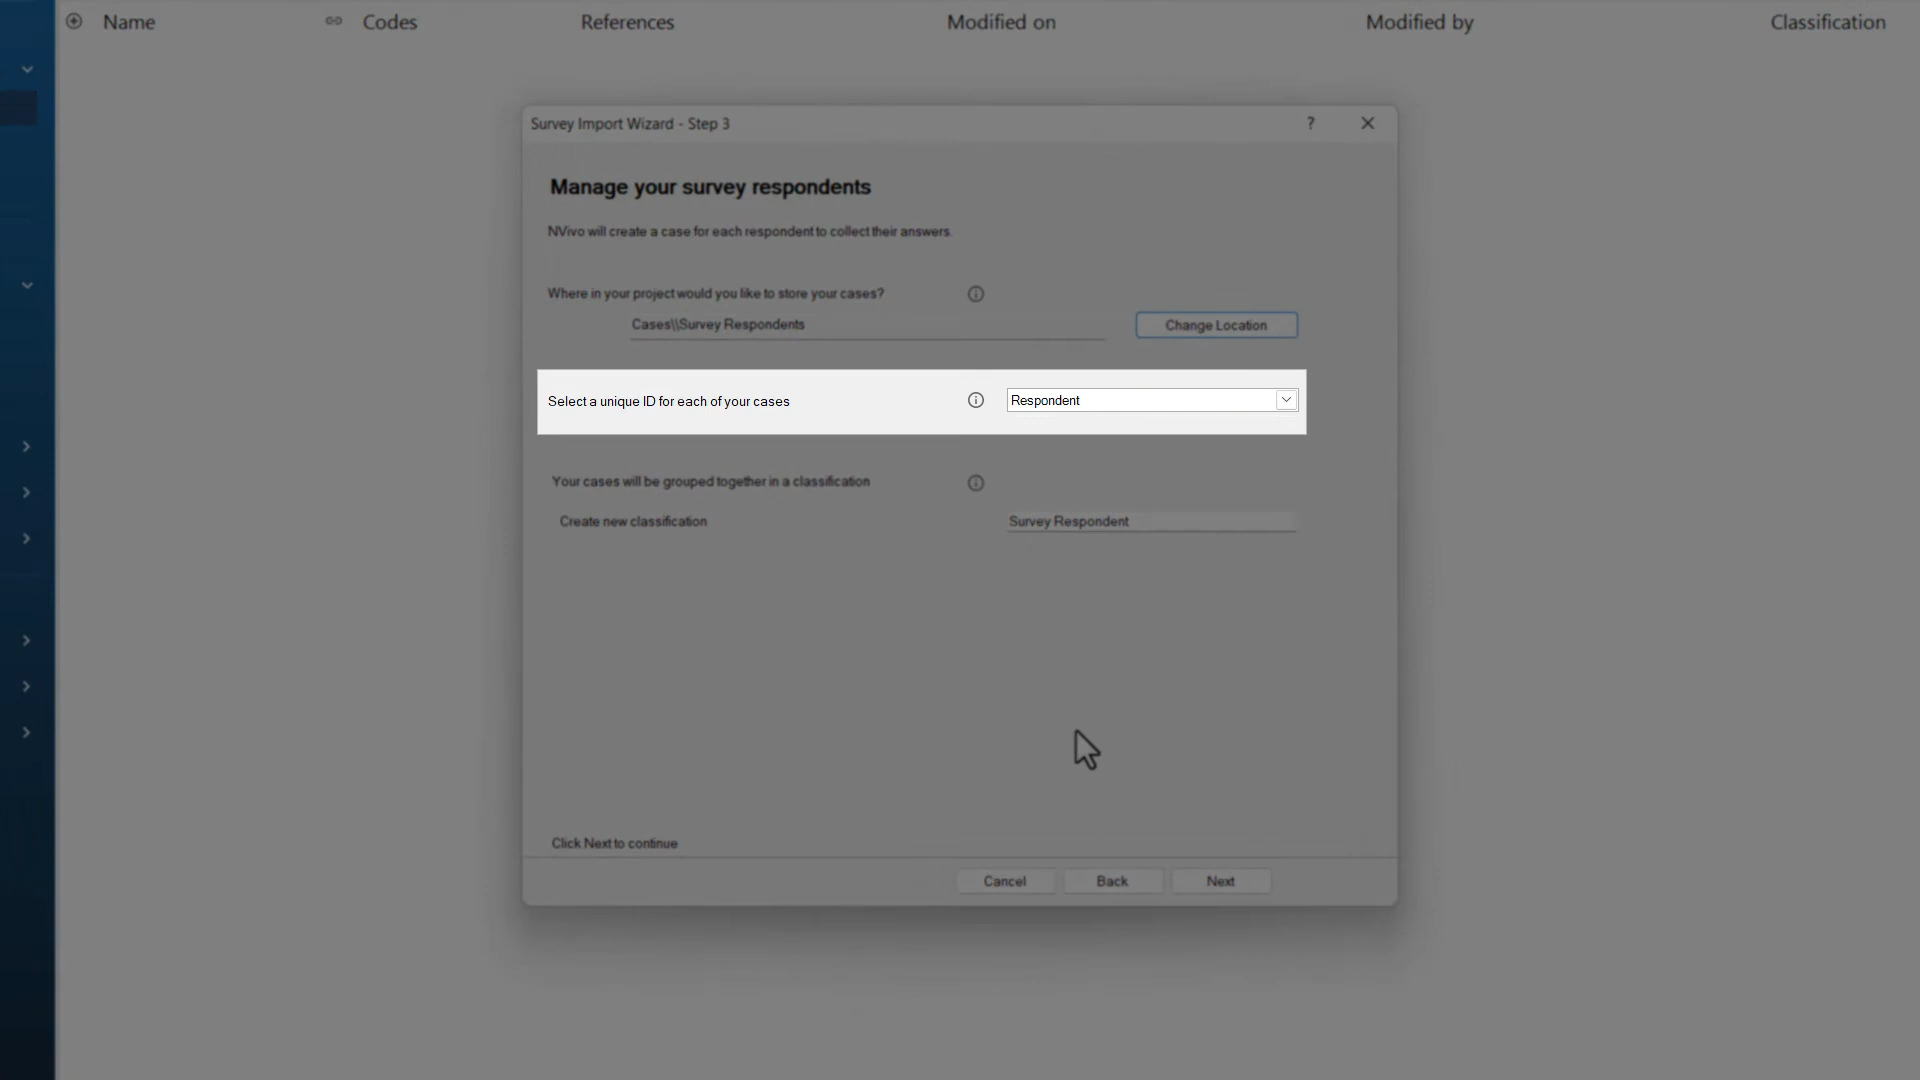 Name Codes References Modified on Modified by Classification
Survey Import Wizard - Step 3 ?
Manage your survey respondents
NVivo will create a case for each respondent to collect their answers.
Where in your project would you like to store your cases?
Cases\\Survey Respondents Change Location
Select a unique ID for each of your cases Respondent
Your cases will be grouped together in a classification
Create new classification Survey Respondent
Click Next to continue
Cancel Back Next